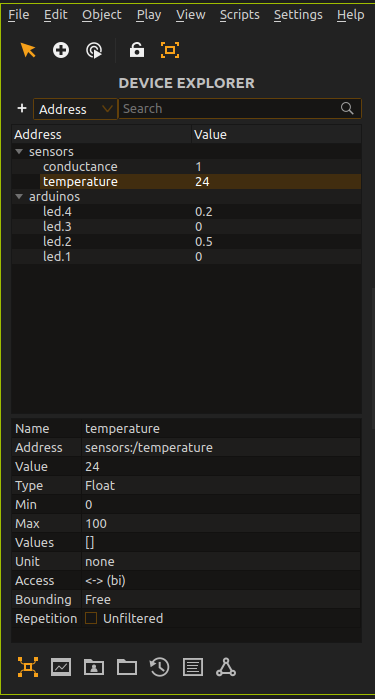 File Edit Object Play View Scripts Settings Help
DEVICE EXPLORER
+ Address Search
Address Value
sensors
conductance 1
temperature 24
arduinos
led.4 0.2
led.3 0
led.2 0.5
led.1 0
Name temperature
Address sensors:/temperature
Value 24
Type Float
Min 0
Max 100
Values []
Unit none
Access <-> (bi)
Bounding Free
Repetition Unfiltered